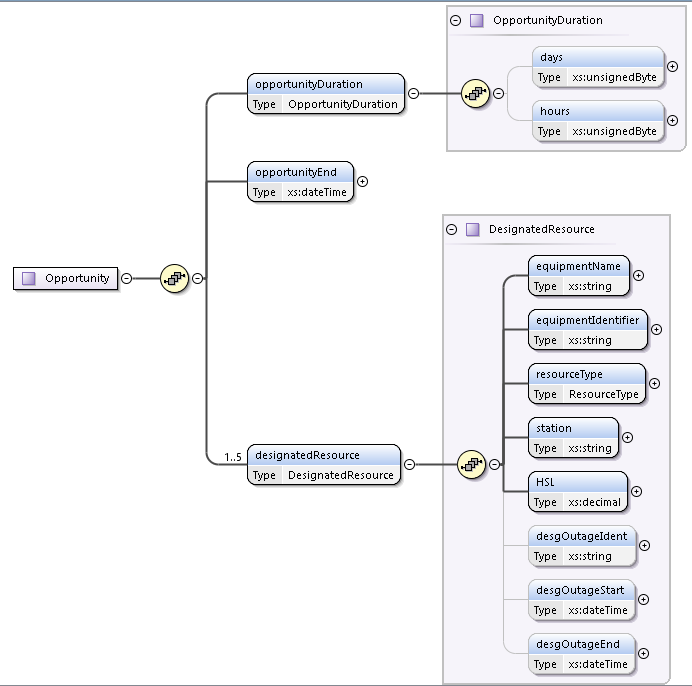 OpportunityDuration
days
Type xs:unsignedByte
hours
Type xs:unsignedByte
opportunityDuration
Type OpportunityDuration
opportunityEnd
Type xs:dateTime
Opportunity
1..5
designatedResource
Type DesignatedResource
DesignatedResource
equipmentName
Type xs:string
equipmentIdentifier
Type xs:string
resourceType
Type ResourceType
station
Type xs:string
HSL
Type xs:decimal
desgOutageIdent
Type xs:string
desgOutageStart
Type xs:dateTime
desgOutageEnd
Type xs:dateTime